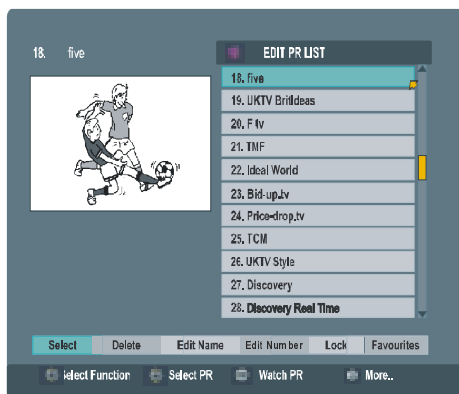 18. five
EDIT PR LIST
18. five
19. UKTV BritIdeas
20. F tv
21. TMF
22. Ideal World
23. Bid-up.tv
24. Price-drop.tv
25. TCM
26. UKTV Style
27. Discovery
28. Discovery Real Time
Select Delete Edit Name Edit Number Lock Favourites
Select Function Select PR Watch PR More..